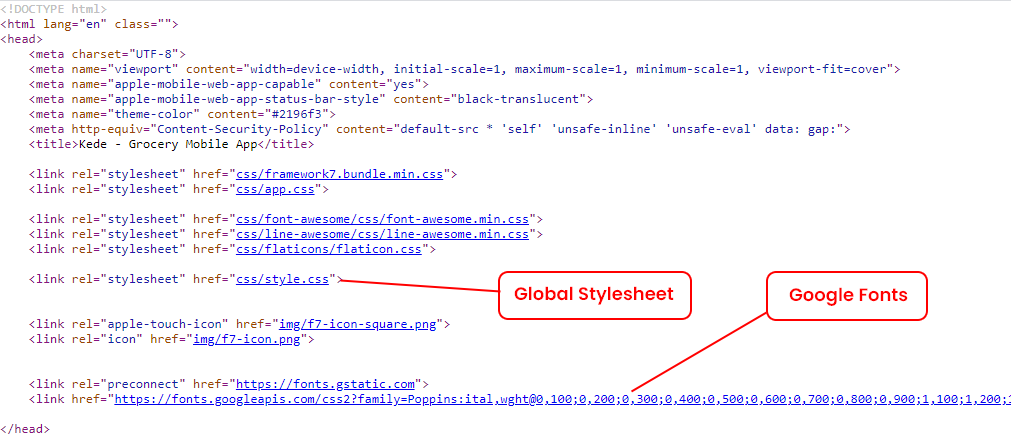 <!DOCTYPE html>
<html lang="en" class="">
<head>
    <meta charset="UTF-8">
    <meta name="viewport" content="width=device-width, initial-scale=1, maximum-scale=1, minimum-scale=1, viewport-fit=cover">
    <meta name="apple-mobile-web-app-capable" content="yes">
    <meta name="apple-mobile-web-app-status-bar-style" content="black-translucent">
    <meta name="theme-color" content="#2196f3">
    <meta http-equiv="Content-Security-Policy" content="default-src * 'self' 'unsafe-inline' 'unsafe-eval' data: gap:">
    <title>Kede - Grocery Mobile App</title>
    <link rel="stylesheet" href="css/framework7.bundle.min.css">
    <link rel="stylesheet" href="css/app.css">
    <link rel="stylesheet" href="css/font-awesome/css/font-awesome.min.css">
    <link rel="stylesheet" href="css/line-awesome/css/line-awesome.min.css">
    <link rel="stylesheet" href="css/flaticons/flaticon.css">
    <link rel="stylesheet" href="css/style.css">
Global Stylesheet
Google Fonts
    <link rel="apple-touch-icon" href="img/f7-icon-square.png">
    <link rel="icon" href="img/f7-icon.png">
    <link rel="preconnect" href="https://fonts.gstatic.com">
    <link href="https://fonts.googleapis.com/css2?family=Poppins:ital,wght@0,100;0,200;0,300;0,400;0,500;0,600;0,700;0,800;0,900;1,100;1,200;1
</head>